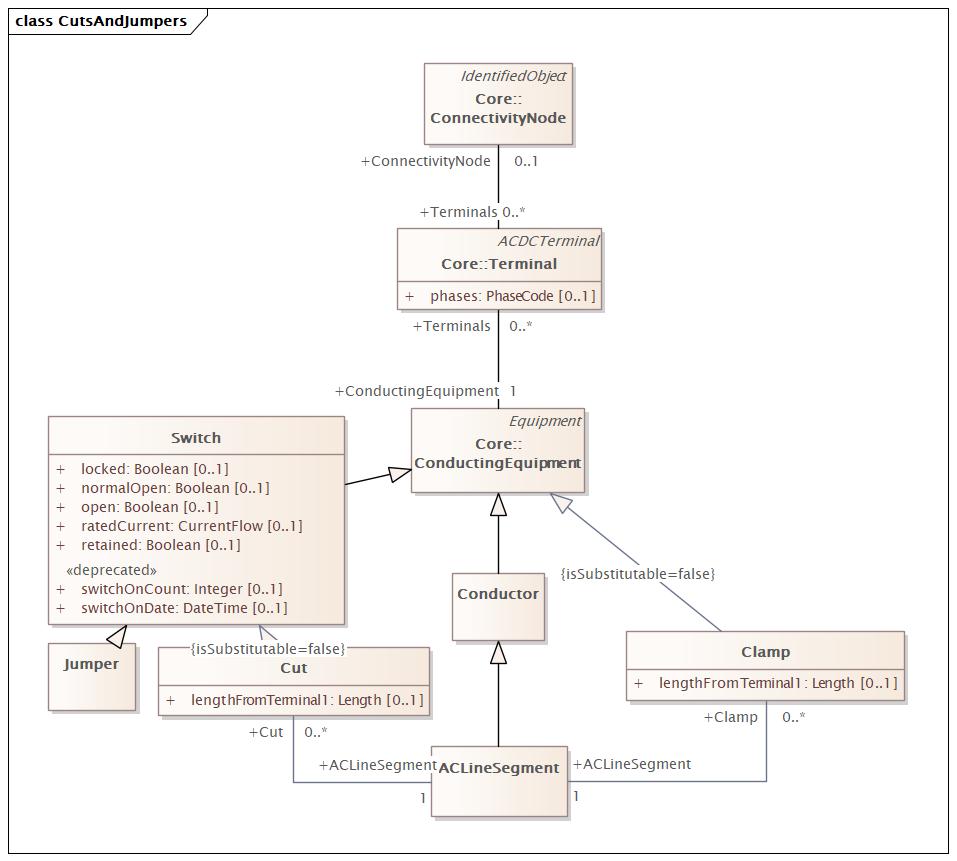 class CutsAndJumpers
IdentifiedObject
Core::
ConnectivityNode
+ConnectivityNode 0..1
+Terminals 0..*
ACDCTerminal
Core::Terminal
+ phases: PhaseCode [0..1]
+Terminals 0..*
+ConductingEquipment 1
Equipment
Core::
ConductingEquipment
Switch
+ locked: Boolean [0..1]
+ normalOpen: Boolean [0..1]
+ open: Boolean [0..1]
+ ratedCurrent: CurrentFlow [0..1]
+ retained: Boolean [0..1]
«deprecated»
+ switchOnCount: Integer [0..1]
+ switchOnDate: DateTime [0..1]
{isSubstitutable=false}
Conductor
Jumper
{isSubstitutable=false}
Cut
+ lengthFromTerminal1: Length [0..1]
Clamp
+ lengthFromTerminal1: Length [0..1]
+Cut 0..*
+Clamp 0..*
+ACLineSegment
1
ACLineSegment
+ACLineSegment
1